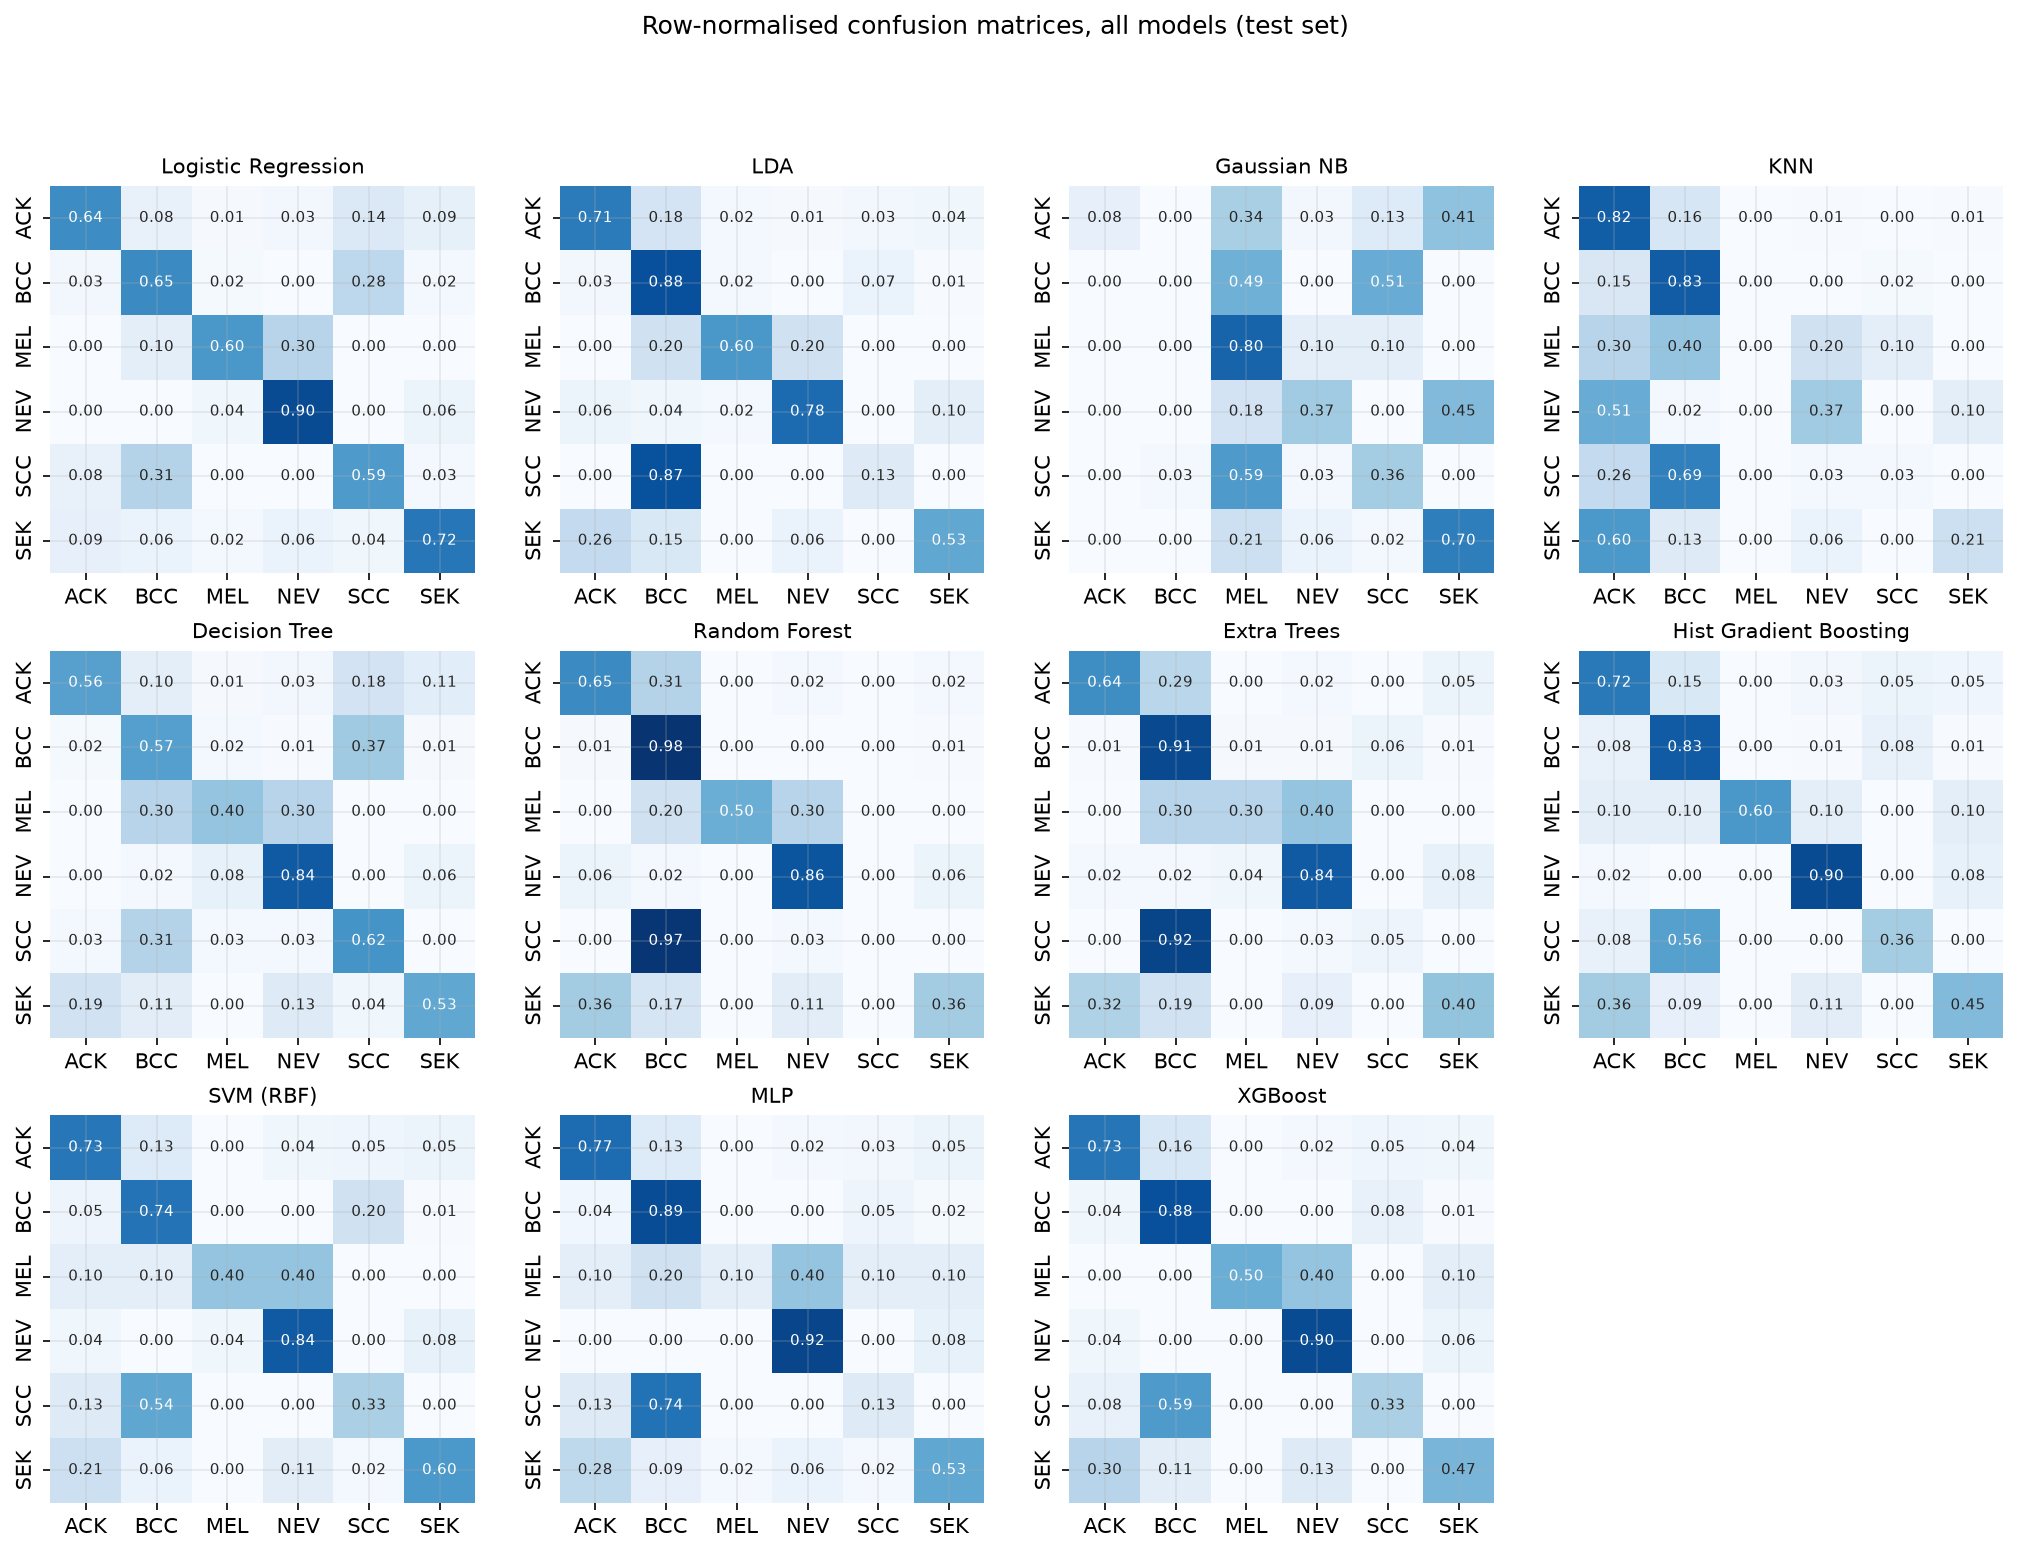 Row-normalised confusion matrices, all models (test set)
Logistic Regression
ACK 0.64 0.08 0.01 0.03 0.14 0.09
BCC 0.03 0.65 0.02 0.00 0.28 0.02
MEL 0.00 0.10 0.60 0.30 0.00 0.00
NEV 0.00 0.00 0.04 0.90 0.00 0.06
SCC 0.08 0.31 0.00 0.00 0.59 0.03
SEK 0.09 0.06 0.02 0.06 0.04 0.72
ACK BCC MEL NEV SCC SEK
LDA
ACK 0.71 0.18 0.02 0.01 0.03 0.04
BCC 0.03 0.88 0.02 0.00 0.07 0.01
MEL 0.00 0.20 0.60 0.20 0.00 0.00
NEV 0.06 0.04 0.02 0.78 0.00 0.10
SCC 0.00 0.87 0.00 0.00 0.13 0.00
SEK 0.26 0.15 0.00 0.06 0.00 0.53
ACK BCC MEL NEV SCC SEK
Gaussian NB
ACK 0.08 0.00 0.34 0.03 0.13 0.41
BCC 0.00 0.00 0.49 0.00 0.51 0.00
MEL 0.00 0.00 0.80 0.10 0.10 0.00
NEV 0.00 0.00 0.18 0.37 0.00 0.45
SCC 0.00 0.03 0.59 0.03 0.36 0.00
SEK 0.00 0.00 0.21 0.06 0.02 0.70
ACK BCC MEL NEV SCC SEK
KNN
ACK 0.82 0.16 0.00 0.01 0.00 0.01
BCC 0.15 0.83 0.00 0.00 0.02 0.00
MEL 0.30 0.40 0.00 0.20 0.10 0.00
NEV 0.51 0.02 0.00 0.37 0.00 0.10
SCC 0.26 0.69 0.00 0.03 0.03 0.00
SEK 0.60 0.13 0.00 0.06 0.00 0.21
ACK BCC MEL NEV SCC SEK
Decision Tree
ACK 0.56 0.10 0.01 0.03 0.18 0.11
BCC 0.02 0.57 0.02 0.01 0.37 0.01
MEL 0.00 0.30 0.40 0.30 0.00 0.00
NEV 0.00 0.02 0.08 0.84 0.00 0.06
SCC 0.03 0.31 0.03 0.03 0.62 0.00
SEK 0.19 0.11 0.00 0.13 0.04 0.53
ACK BCC MEL NEV SCC SEK
Random Forest
ACK 0.65 0.31 0.00 0.02 0.00 0.02
BCC 0.01 0.98 0.00 0.00 0.00 0.01
MEL 0.00 0.20 0.50 0.30 0.00 0.00
NEV 0.06 0.02 0.00 0.86 0.00 0.06
SCC 0.00 0.97 0.00 0.03 0.00 0.00
SEK 0.36 0.17 0.00 0.11 0.00 0.36
ACK BCC MEL NEV SCC SEK
Extra Trees
ACK 0.64 0.29 0.00 0.02 0.00 0.05
BCC 0.01 0.91 0.01 0.01 0.06 0.01
MEL 0.00 0.30 0.30 0.40 0.00 0.00
NEV 0.02 0.02 0.04 0.84 0.00 0.08
SCC 0.00 0.92 0.00 0.03 0.05 0.00
SEK 0.32 0.19 0.00 0.09 0.00 0.40
ACK BCC MEL NEV SCC SEK
Hist Gradient Boosting
ACK 0.72 0.15 0.00 0.03 0.05 0.05
BCC 0.08 0.83 0.00 0.01 0.08 0.01
MEL 0.10 0.10 0.60 0.10 0.00 0.10
NEV 0.02 0.00 0.00 0.90 0.00 0.08
SCC 0.08 0.56 0.00 0.00 0.36 0.00
SEK 0.36 0.09 0.00 0.11 0.00 0.45
ACK BCC MEL NEV SCC SEK
SVM (RBF)
ACK 0.73 0.13 0.00 0.04 0.05 0.05
BCC 0.05 0.74 0.00 0.00 0.20 0.01
MEL 0.10 0.10 0.40 0.40 0.00 0.00
NEV 0.04 0.00 0.04 0.84 0.00 0.08
SCC 0.13 0.54 0.00 0.00 0.33 0.00
SEK 0.21 0.06 0.00 0.11 0.02 0.60
ACK BCC MEL NEV SCC SEK
MLP
ACK 0.77 0.13 0.00 0.02 0.03 0.05
BCC 0.04 0.89 0.00 0.00 0.05 0.02
MEL 0.10 0.20 0.10 0.40 0.10 0.10
NEV 0.00 0.00 0.00 0.92 0.00 0.08
SCC 0.13 0.74 0.00 0.00 0.13 0.00
SEK 0.28 0.09 0.02 0.06 0.02 0.53
ACK BCC MEL NEV SCC SEK
XGBoost
ACK 0.73 0.16 0.00 0.02 0.05 0.04
BCC 0.04 0.88 0.00 0.00 0.08 0.01
MEL 0.00 0.00 0.50 0.40 0.00 0.10
NEV 0.04 0.00 0.00 0.90 0.00 0.06
SCC 0.08 0.59 0.00 0.00 0.33 0.00
SEK 0.30 0.11 0.00 0.13 0.00 0.47
ACK BCC MEL NEV SCC SEK